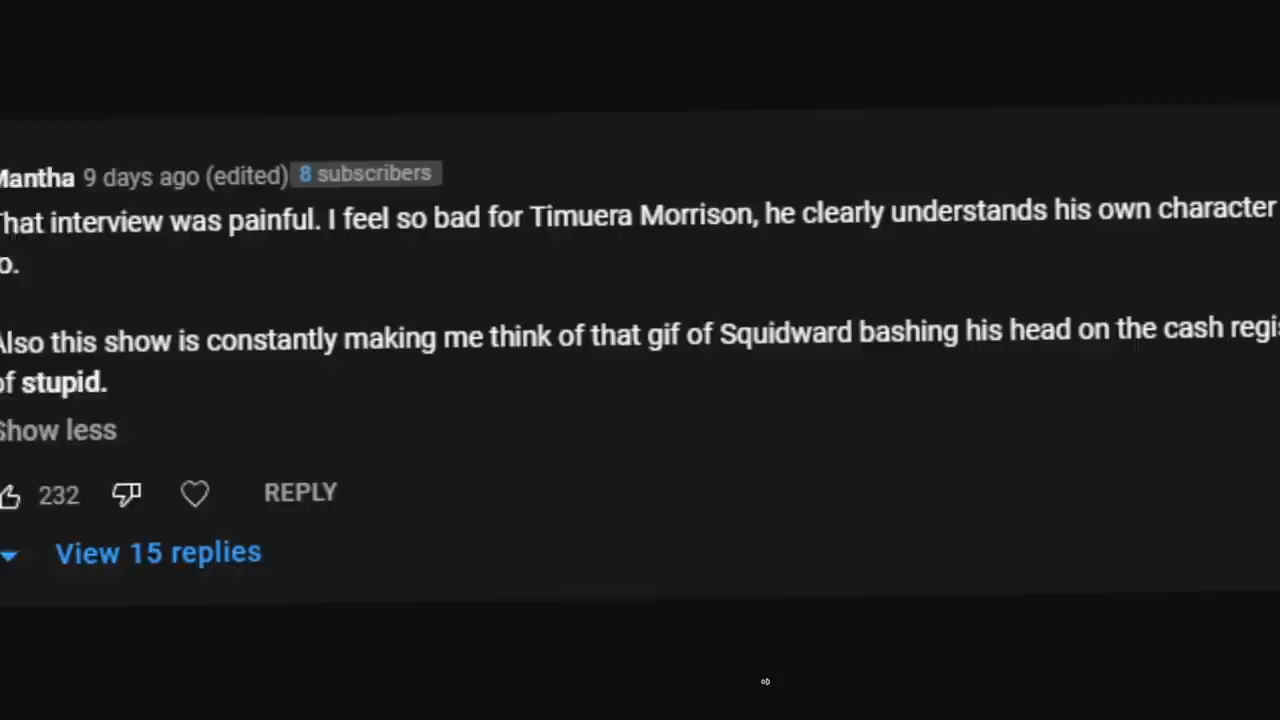 Mantha 9 days ago (edited) 8 subscribers
That interview was painful. I feel so bad for Timuera Morrison, he clearly understands his own character
o.
Also this show is constantly making me think of that gif of Squidward bashing his head on the cash regis
of stupid.
Show less
232 REPLY
View 15 replies